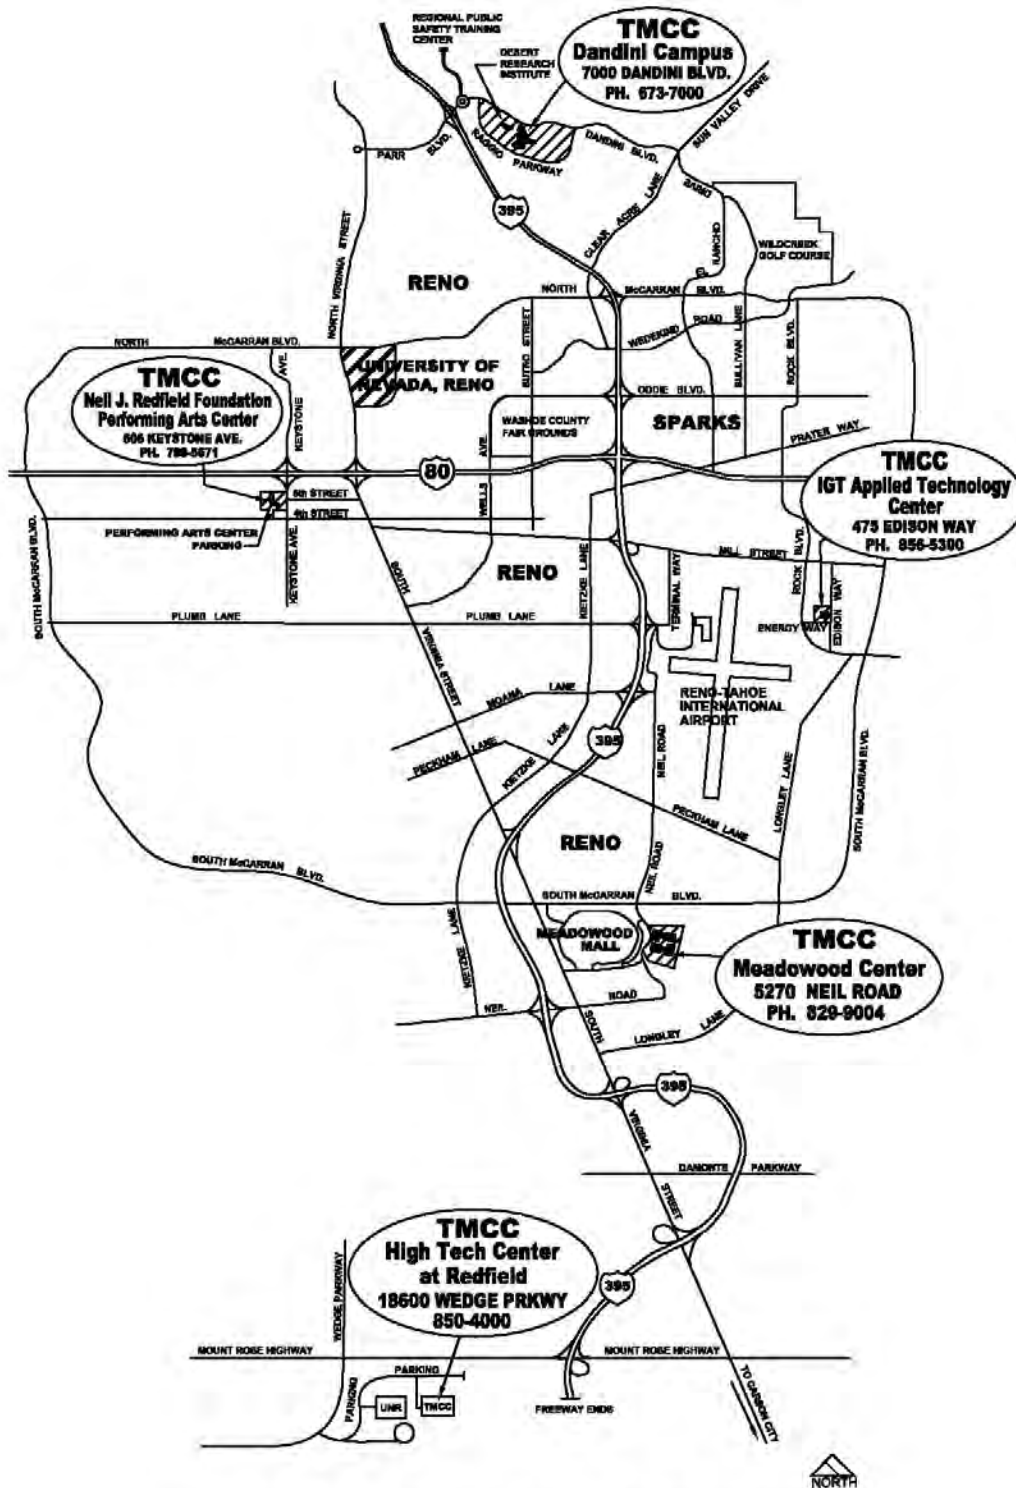 REGIONAL PUBLIC
SAFETY TRAINING
CENTER
DESERT
RESEARCH
INSTITUTE
TMCC
Dandini Campus
7000 DANDINI BLVD.
PH. 673-7000
SUN VALLEY DRIVE
PARR BLVD.
RAGGIO PARKWAY
DANDINI BLVD.
395
CLEAR ACRE LANE
EL RANCHO
DRIVE
WILDCREEK
GOLF COURSE
NORTH VIRGINIA STREET
RENO
NORTH McCARRAN BLVD.
SUTRO STREET
WEDEKIND ROAD
SULLIVAN LANE
ROCK BLVD.
NORTH McCARRAN BLVD.
KEYSTONE AVE.
UNIVERSITY OF
NEVADA, RENO
ODDIE BLVD.
TMCC
Nell J. Redfield Foundation
Performing Arts Center
505 KEYSTONE AVE.
PH. 789-5671
WASHOE COUNTY
FAIR GROUNDS
SPARKS
PRATER WAY
80
WELLS AVE.
TMCC
IGT Applied Technology
Center
475 EDISON WAY
PH. 856-5300
5th STREET
4th STREET
PERFORMING ARTS CENTER
PARKING
SOUTH McCARRAN BLVD.
KEYSTONE AVE.
SOUTH
VIRGINIA STREET
RENO
KIETZKE LANE
MILL STREET
TERMINAL WAY
ROCK BLVD.
EDISON WAY
ENERGY WAY
PLUMB LANE
PLUMB LANE
RENO-TAHOE
INTERNATIONAL
AIRPORT
MOANA LANE
PECKHAM LANE
KIETZKE LANE
395
NEIL ROAD
PECKHAM LANE
LONGLEY LANE
SOUTH McCARRAN BLVD.
RENO
NEIL ROAD
SOUTH McCARRAN BLVD.
SOUTH McCARRAN BLVD.
KIETZKE LANE
MEADOWOOD
MALL
TMCC
Meadowood Center
5270 NEIL ROAD
PH. 829-9004
NEIL ROAD
SOUTH
LONGLEY LANE
395
VIRGINIA
STREET
DAMONTE PARKWAY
TMCC
High Tech Center
at Redfield
18600 WEDGE PRKWY
850-4000
395
WEDGE PARKWAY
MOUNT ROSE HIGHWAY
MOUNT ROSE HIGHWAY
PARKING
PARKING
UNR
TMCC
FREEWAY ENDS
TO CARSON CITY
NORTH